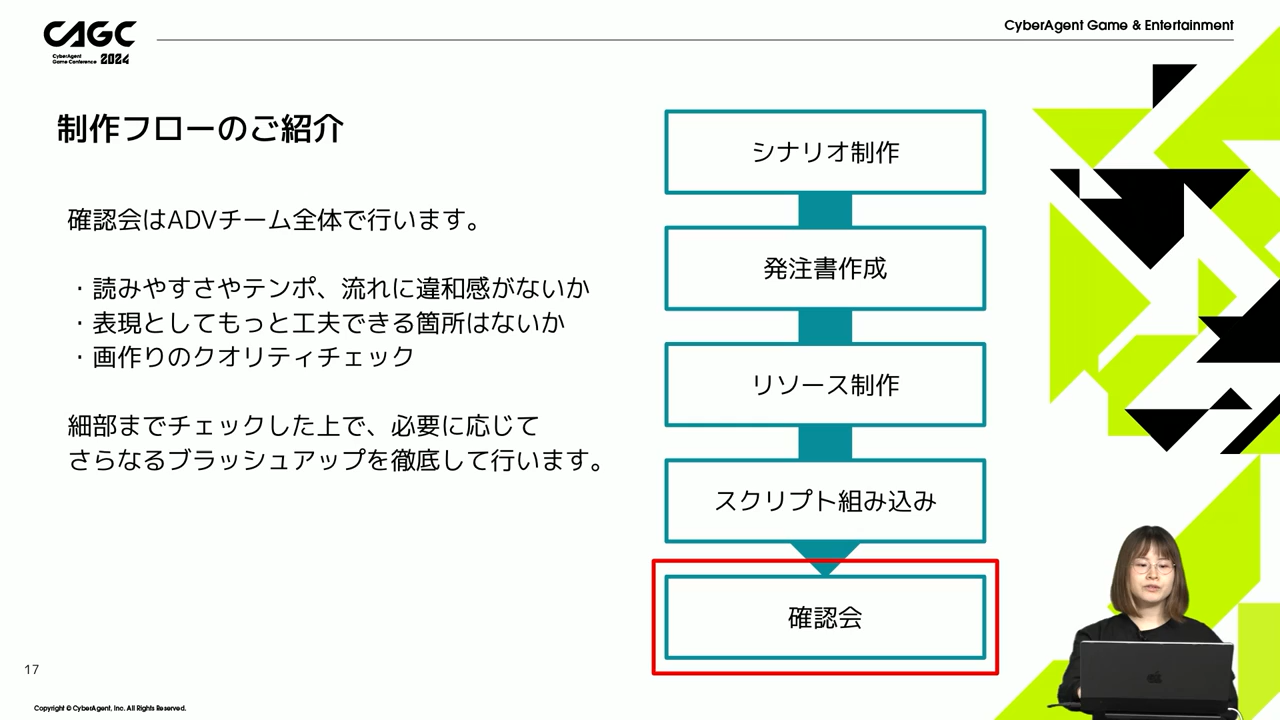 CAGC
CyberAgent
Game Conference 2024
CyberAgent Game & Entertainment
制作フローのご紹介
確認会はADVチーム全体で行います。
・読みやすさやテンポ、流れに違和感がないか
・表現としてもっと工夫できる箇所はないか
・画作りのクオリティチェック
細部までチェックした上で、必要に応じて
さらなるブラッシュアップを徹底して行います。
シナリオ制作
発注書作成
リソース制作
スクリプト組み込み
確認会
17
Copyright © CyberAgent, Inc. All Rights Reserved.